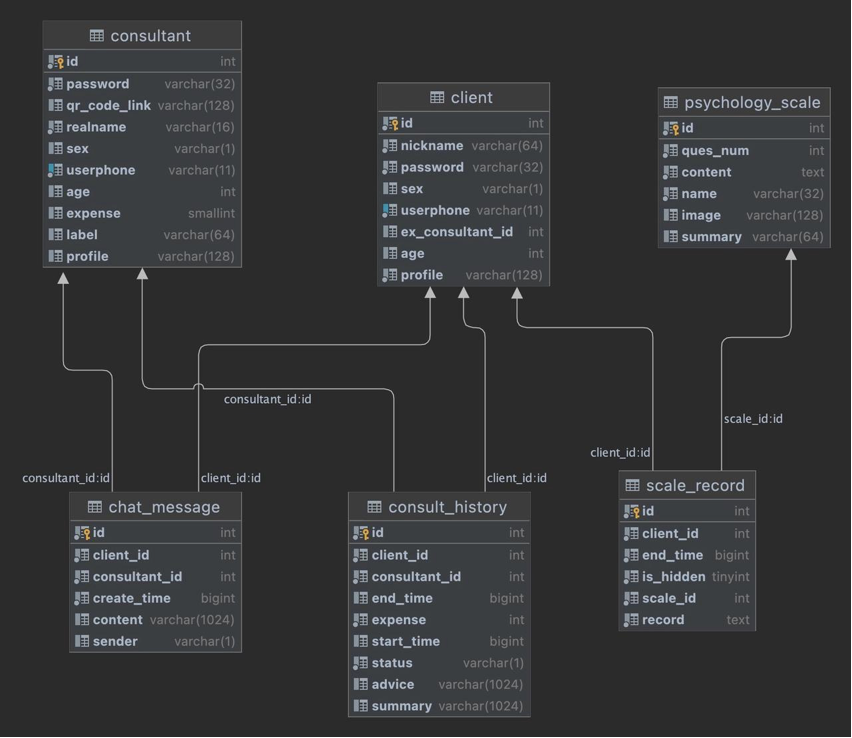 consultant
id int
password varchar(32)
qr_code_link varchar(128)
realname varchar(16)
sex varchar(1)
userphone varchar(11)
age int
expense smallint
label varchar(64)
profile varchar(128)
client
id int
nickname varchar(64)
password varchar(32)
sex varchar(1)
userphone varchar(11)
ex_consultant_id int
age int
profile varchar(128)
psychology_scale
id int
ques_num int
content text
name varchar(32)
image varchar(128)
summary varchar(64)
consultant_id:id
scale_id:id
client_id:id
consultant_id:id
client_id:id
client_id:id
chat_message
id int
client_id int
consultant_id int
create_time bigint
content varchar(1024)
sender varchar(1)
consult_history
id int
client_id int
consultant_id int
end_time bigint
expense int
start_time bigint
status varchar(1)
advice varchar(1024)
summary varchar(1024)
scale_record
id int
client_id int
end_time bigint
is_hidden tinyint
scale_id int
record text